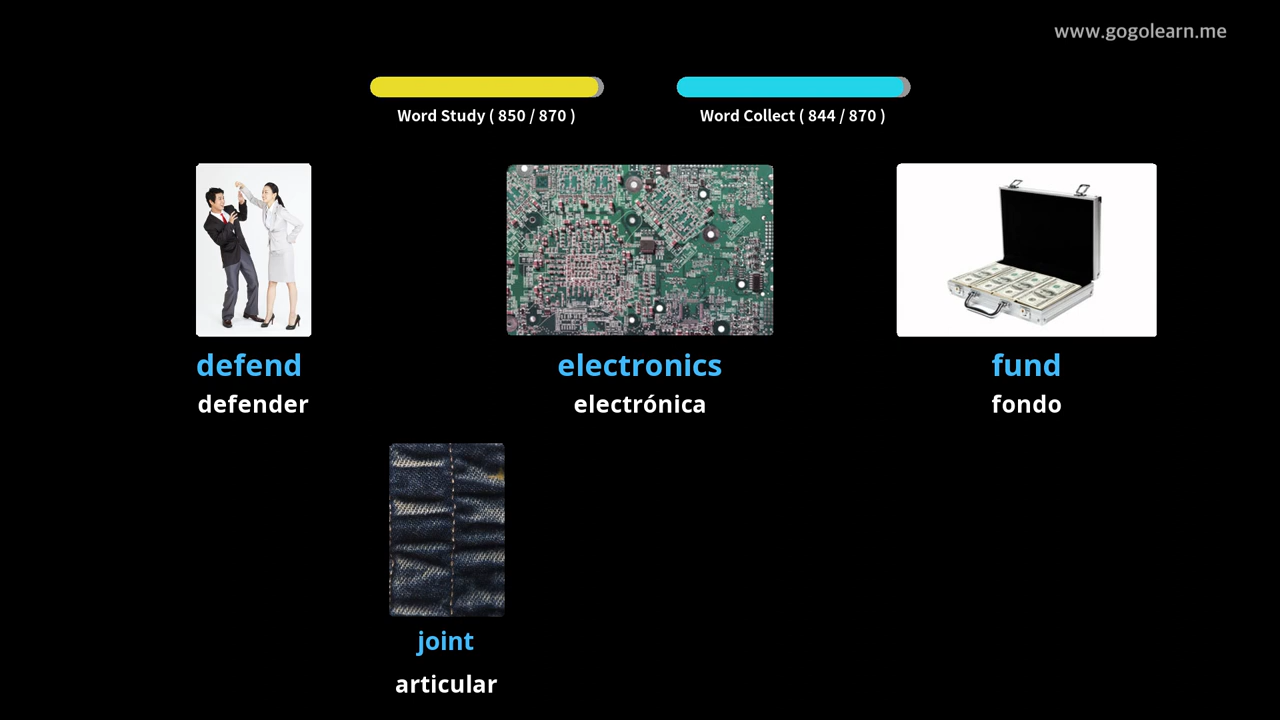 www.gogolearn.me
Word Study ( 850 / 870 )
Word Collect ( 844 / 870 )
defend
defender
electronics
electrónica
fund
fondo
joint
articular